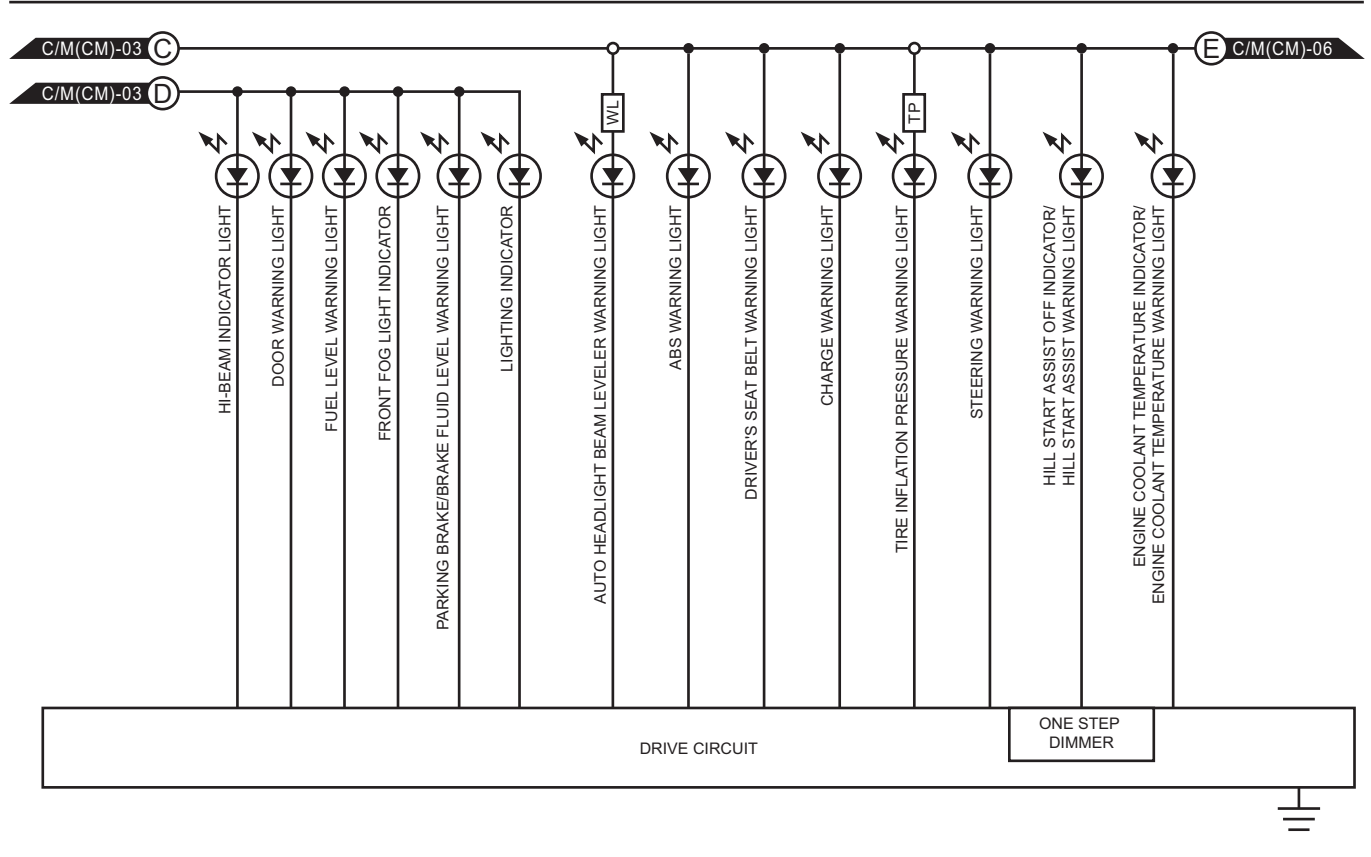 C/M(CM)-03 C
E C/M(CM)-06
C/M(CM)-03 D
WL
TP
HI-BEAM INDICATOR LIGHT
DOOR WARNING LIGHT
FUEL LEVEL WARNING LIGHT
FRONT FOG LIGHT INDICATOR
PARKING BRAKE/BRAKE FLUID LEVEL WARNING LIGHT
LIGHTING INDICATOR
AUTO HEADLIGHT BEAM LEVELER WARNING LIGHT
ABS WARNING LIGHT
DRIVER'S SEAT BELT WARNING LIGHT
CHARGE WARNING LIGHT
TIRE INFLATION PRESSURE WARNING LIGHT
STEERING WARNING LIGHT
HILL START ASSIST OFF INDICATOR/
HILL START ASSIST WARNING LIGHT
ENGINE COOLANT TEMPERATURE INDICATOR/
ENGINE COOLANT TEMPERATURE WARNING LIGHT
DRIVE CIRCUIT
ONE STEP
DIMMER